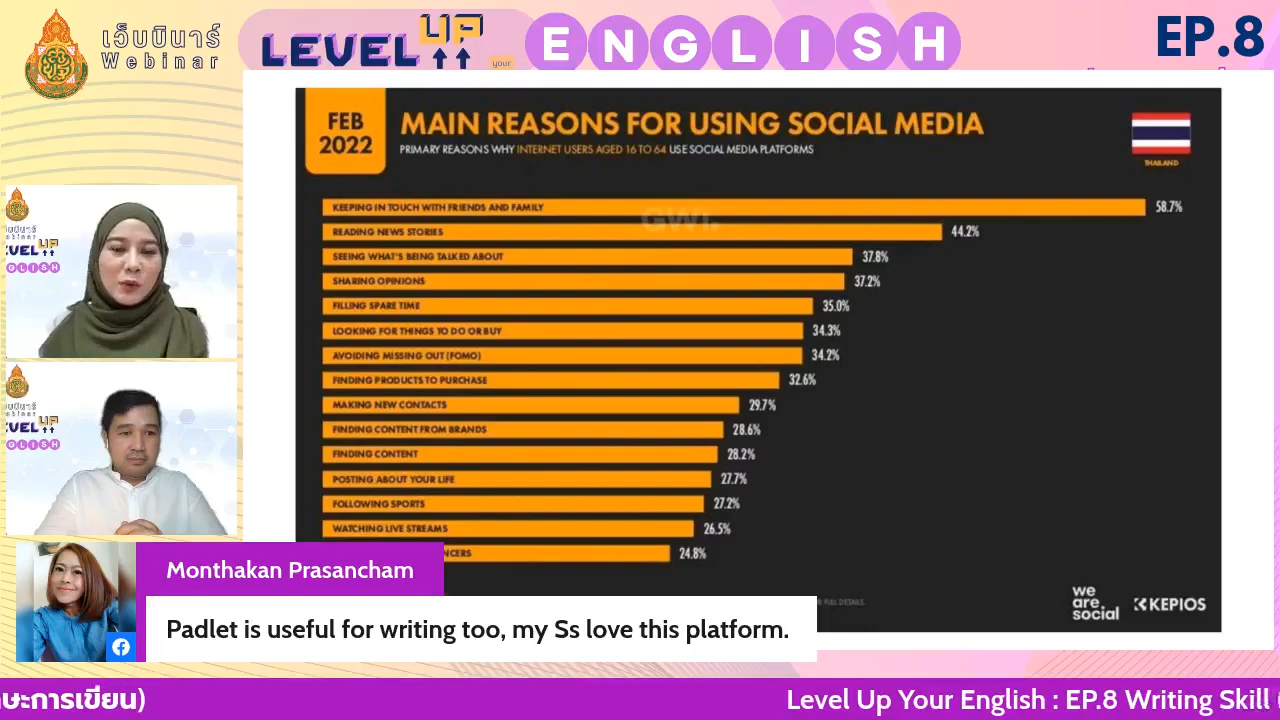 เว็บบินาร์
Webinar
LEVEL UP
your
ENGLISH
EP.8
FEB
2022
MAIN REASONS FOR USING SOCIAL MEDIA
PRIMARY REASONS WHY INTERNET USERS AGED 16 TO 64 USE SOCIAL MEDIA PLATFORMS
THAILAND
GWI.
KEEPING IN TOUCH WITH FRIENDS AND FAMILY 58.7%
READING NEWS STORIES 44.2%
SEEING WHAT'S BEING TALKED ABOUT 37.8%
SHARING OPINIONS 37.2%
FILLING SPARE TIME 35.0%
LOOKING FOR THINGS TO DO OR BUY 34.3%
AVOIDING MISSING OUT (FOMO) 34.2%
FINDING PRODUCTS TO PURCHASE 32.6%
MAKING NEW CONTACTS 29.7%
FINDING CONTENT FROM BRANDS 28.6%
FINDING CONTENT 28.2%
POSTING ABOUT YOUR LIFE 27.7%
FOLLOWING SPORTS 27.2%
WATCHING LIVE STREAMS 26.5%
NCERS 24.8%
FULL DETAILS.
we
are
social
KEPIOS
Monthakan Prasancham
Padlet is useful for writing too, my Ss love this platform.
ษะการเขียน)
Level Up Your English : EP.8 Writing Skill